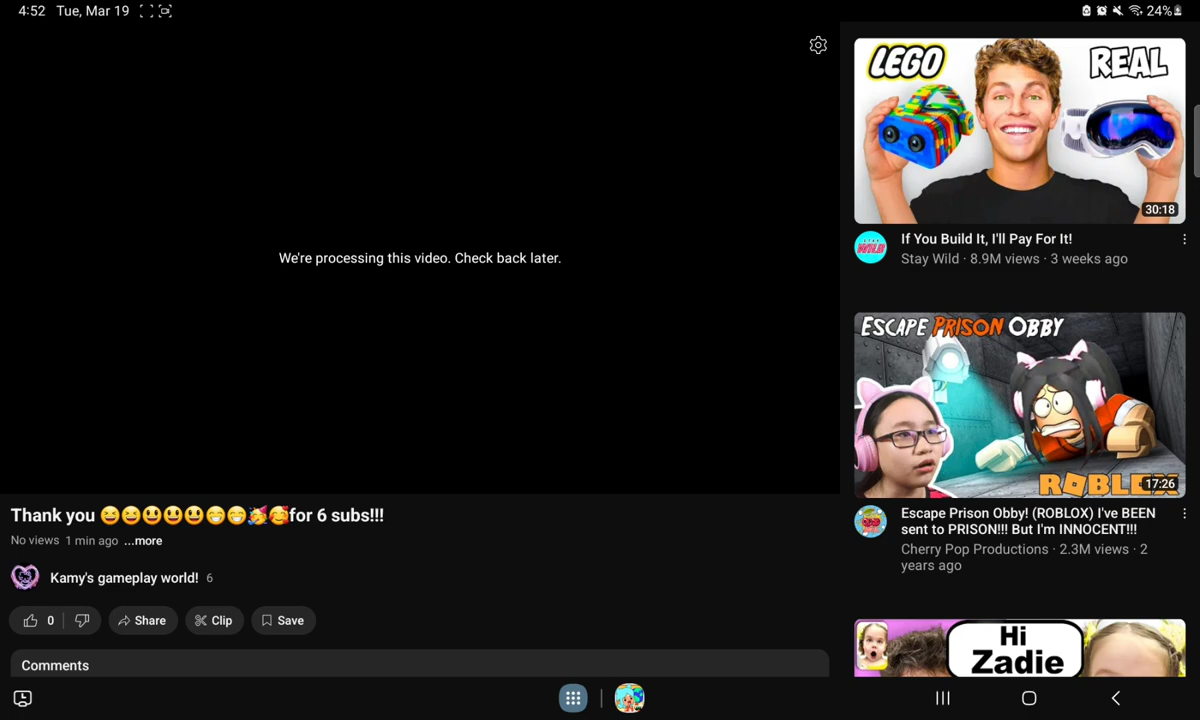 4:52 Tue, Mar 19
24%
We're processing this video. Check back later.
Thank you 😆😆😃😃😃😁😁🥳🥰for 6 subs!!!
No views 1 min ago ...more
Kamy's gameplay world! 6
0
Share
Clip
Save
Comments
LEGO
REAL
30:18
If You Build It, I'll Pay For It!
Stay Wild · 8.9M views · 3 weeks ago
ESCAPE PRISON OBBY
ROBLEX
17:26
Escape Prison Obby! (ROBLOX) I've BEEN
sent to PRISON!!! But I'm INNOCENT!!!
Cherry Pop Productions · 2.3M views · 2
years ago
Hi
Zadie